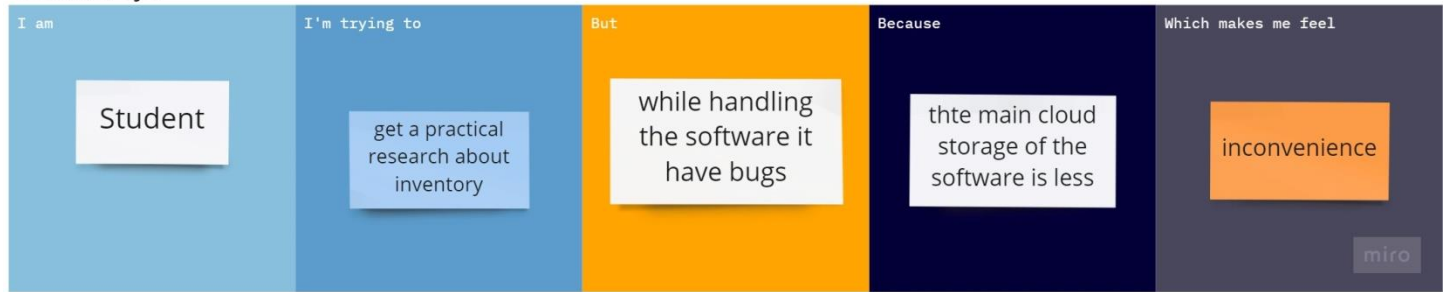 I am
Student
I'm trying to
get a practical
research about
inventory
But
while handling
the software it
have bugs
Because
thte main cloud
storage of the
software is less
Which makes me feel
inconvenience
miro